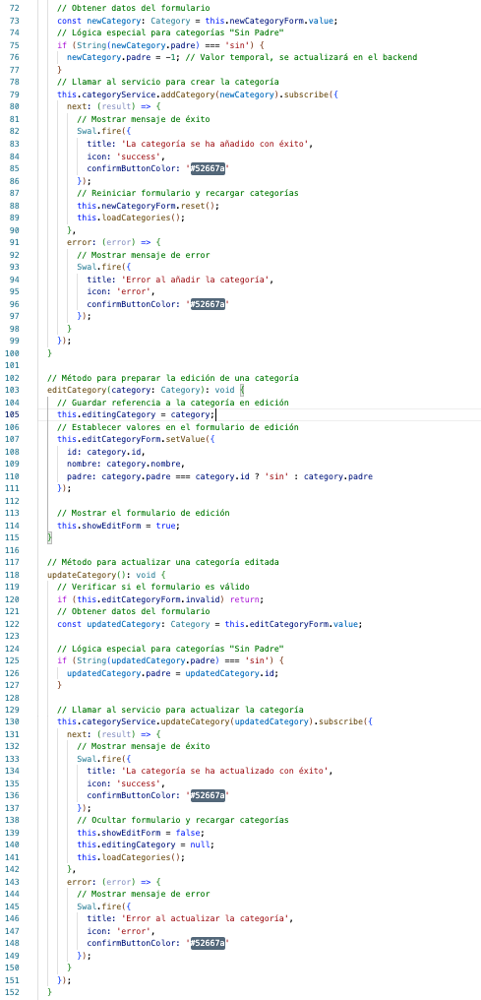 72 // Obtener datos del formulario
73 const newCategory: Category = this.newCategoryForm.value;
74 // Lógica especial para categorías "Sin Padre"
75 if (String(newCategory.padre) === 'sin') {
76 newCategory.padre = -1; // Valor temporal, se actualizará en el backend
77 }
78 // Llamar al servicio para crear la categoría
79 this.categoryService.addCategory(newCategory).subscribe({
80 next: (result) => {
81 // Mostrar mensaje de éxito
82 Swal.fire({
83 title: 'La categoría se ha añadido con éxito',
84 icon: 'success',
85 confirmButtonColor: '#52667a'
86 });
87 // Reiniciar formulario y recargar categorías
88 this.newCategoryForm.reset();
89 this.loadCategories();
90 },
91 error: (error) => {
92 // Mostrar mensaje de error
93 Swal.fire({
94 title: 'Error al añadir la categoría',
95 icon: 'error',
96 confirmButtonColor: '#52667a'
97 });
98 }
99 });
100 }
101
102 // Método para preparar la edición de una categoría
103 editCategory(category: Category): void {
104 // Guardar referencia a la categoría en edición
105 this.editingCategory = category;
106 // Establecer valores en el formulario de edición
107 this.editCategoryForm.setValue({
108 id: category.id,
109 nombre: category.nombre,
110 padre: category.padre === category.id ? 'sin' : category.padre
111 });
112
113 // Mostrar el formulario de edición
114 this.showEditForm = true;
115 }
116
117 // Método para actualizar una categoría editada
118 updateCategory(): void {
119 // Verificar si el formulario es válido
120 if (this.editCategoryForm.invalid) return;
121 // Obtener datos del formulario
122 const updatedCategory: Category = this.editCategoryForm.value;
123
124 // Lógica especial para categorías "Sin Padre"
125 if (String(updatedCategory.padre) === 'sin') {
126 updatedCategory.padre = updatedCategory.id;
127 }
128
129 // Llamar al servicio para actualizar la categoría
130 this.categoryService.updateCategory(updatedCategory).subscribe({
131 next: (result) => {
132 // Mostrar mensaje de éxito
133 Swal.fire({
134 title: 'La categoría se ha actualizado con éxito',
135 icon: 'success',
136 confirmButtonColor: '#52667a'
137 });
138 // Ocultar formulario y recargar categorías
139 this.showEditForm = false;
140 this.editingCategory = null;
141 this.loadCategories();
142 },
143 error: (error) => {
144 // Mostrar mensaje de error
145 Swal.fire({
146 title: 'Error al actualizar la categoría',
147 icon: 'error',
148 confirmButtonColor: '#52667a'
149 });
150 }
151 });
152 }